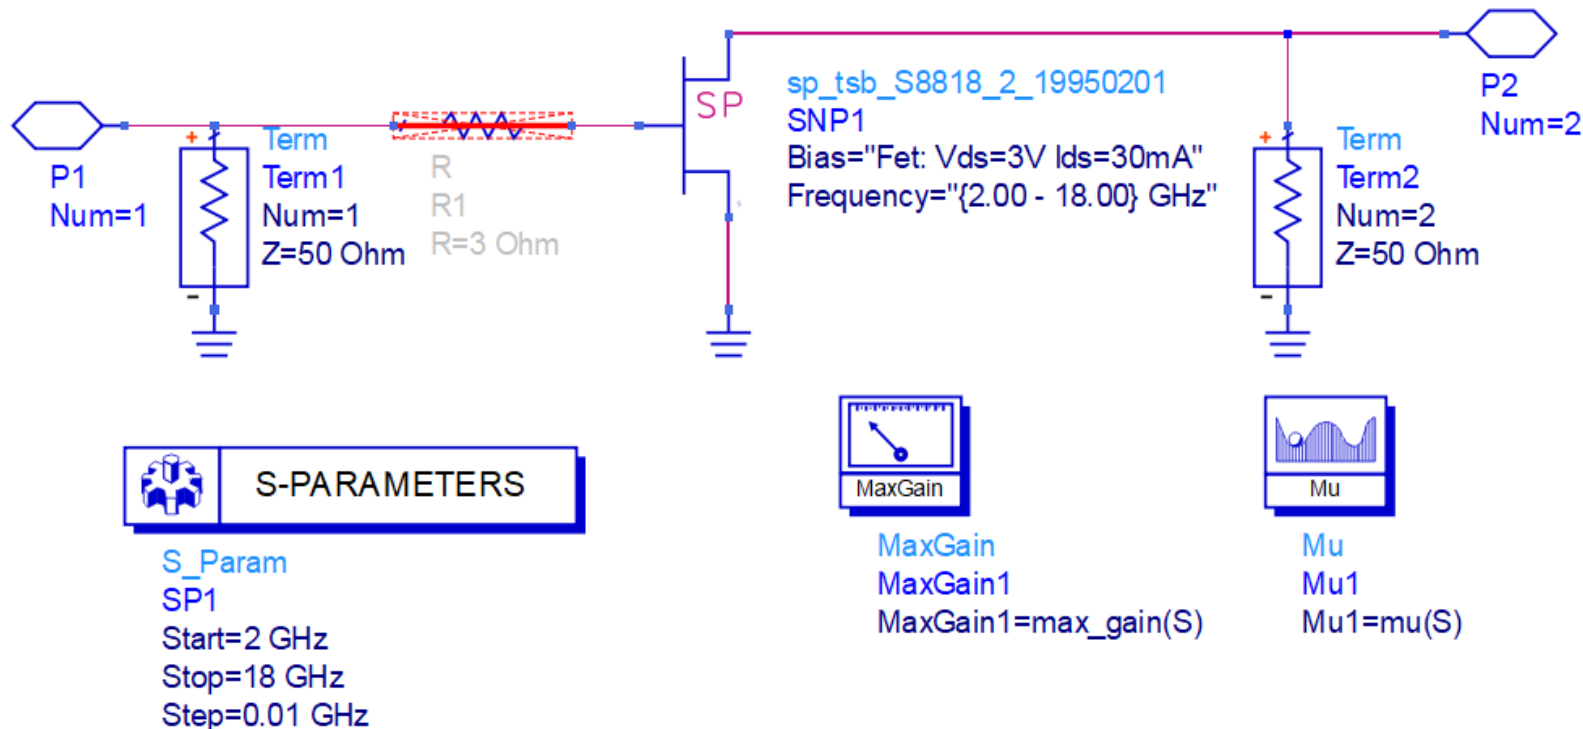 P1
Num=1
+
-
Term
Term1
Num=1
Z=50 Ohm
R
R1
R=3 Ohm
SP
sp_tsb_S8818_2_19950201
SNP1
Bias="Fet: Vds=3V Ids=30mA"
Frequency="{2.00 - 18.00} GHz"
+
-
Term
Term2
Num=2
Z=50 Ohm
P2
Num=2
S-PARAMETERS
S_Param
SP1
Start=2 GHz
Stop=18 GHz
Step=0.01 GHz
MaxGain
MaxGain
MaxGain1
MaxGain1=max_gain(S)
Mu
Mu
Mu1
Mu1=mu(S)